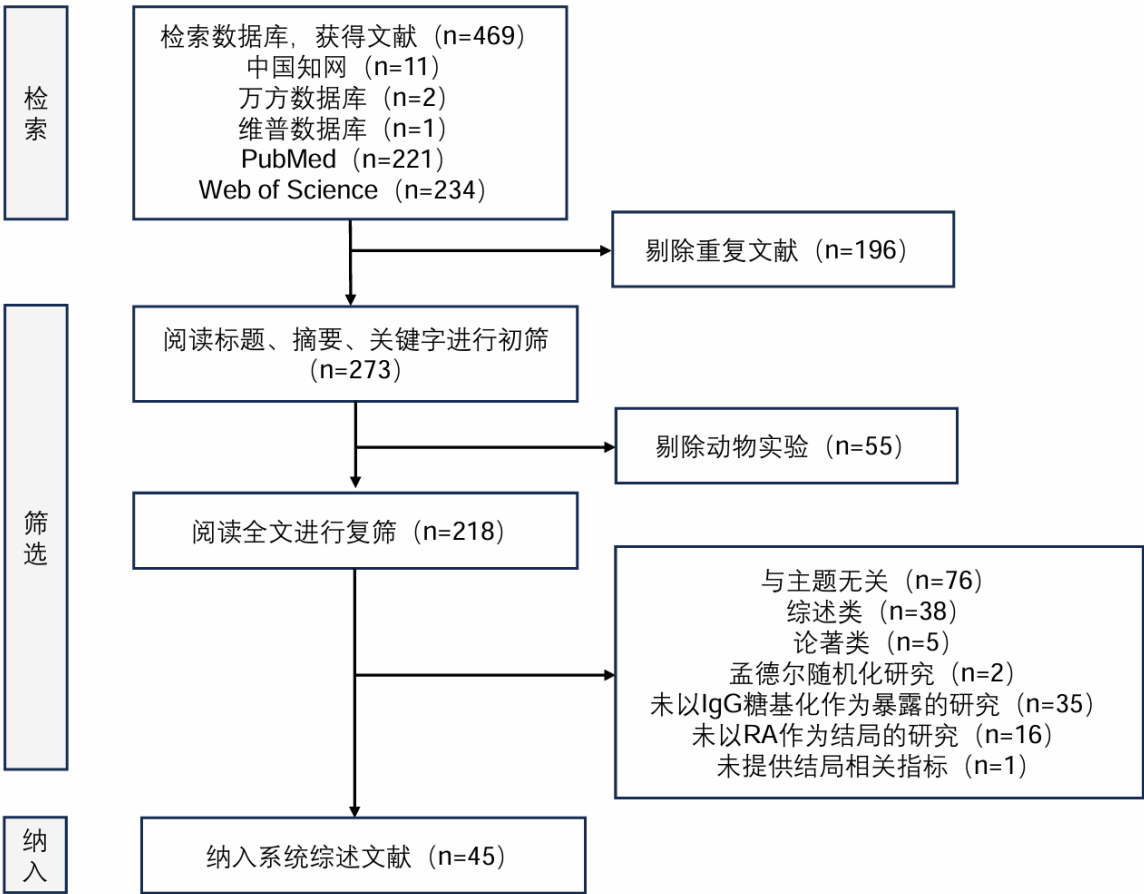 检索
检索数据库，获得文献（n=469）
中国知网（n=11）
万方数据库（n=2）
维普数据库（n=1）
PubMed（n=221）
Web of Science（n=234）
剔除重复文献（n=196）
筛选
阅读标题、摘要、关键字进行初筛
（n=273）
剔除动物实验（n=55）
阅读全文进行复筛（n=218）
与主题无关（n=76）
综述类（n=38）
论著类（n=5）
孟德尔随机化研究（n=2）
未以IgG糖基化作为暴露的研究（n=35）
未以RA作为结局的研究（n=16）
未提供结局相关指标（n=1）
纳入
纳入系统综述文献（n=45）